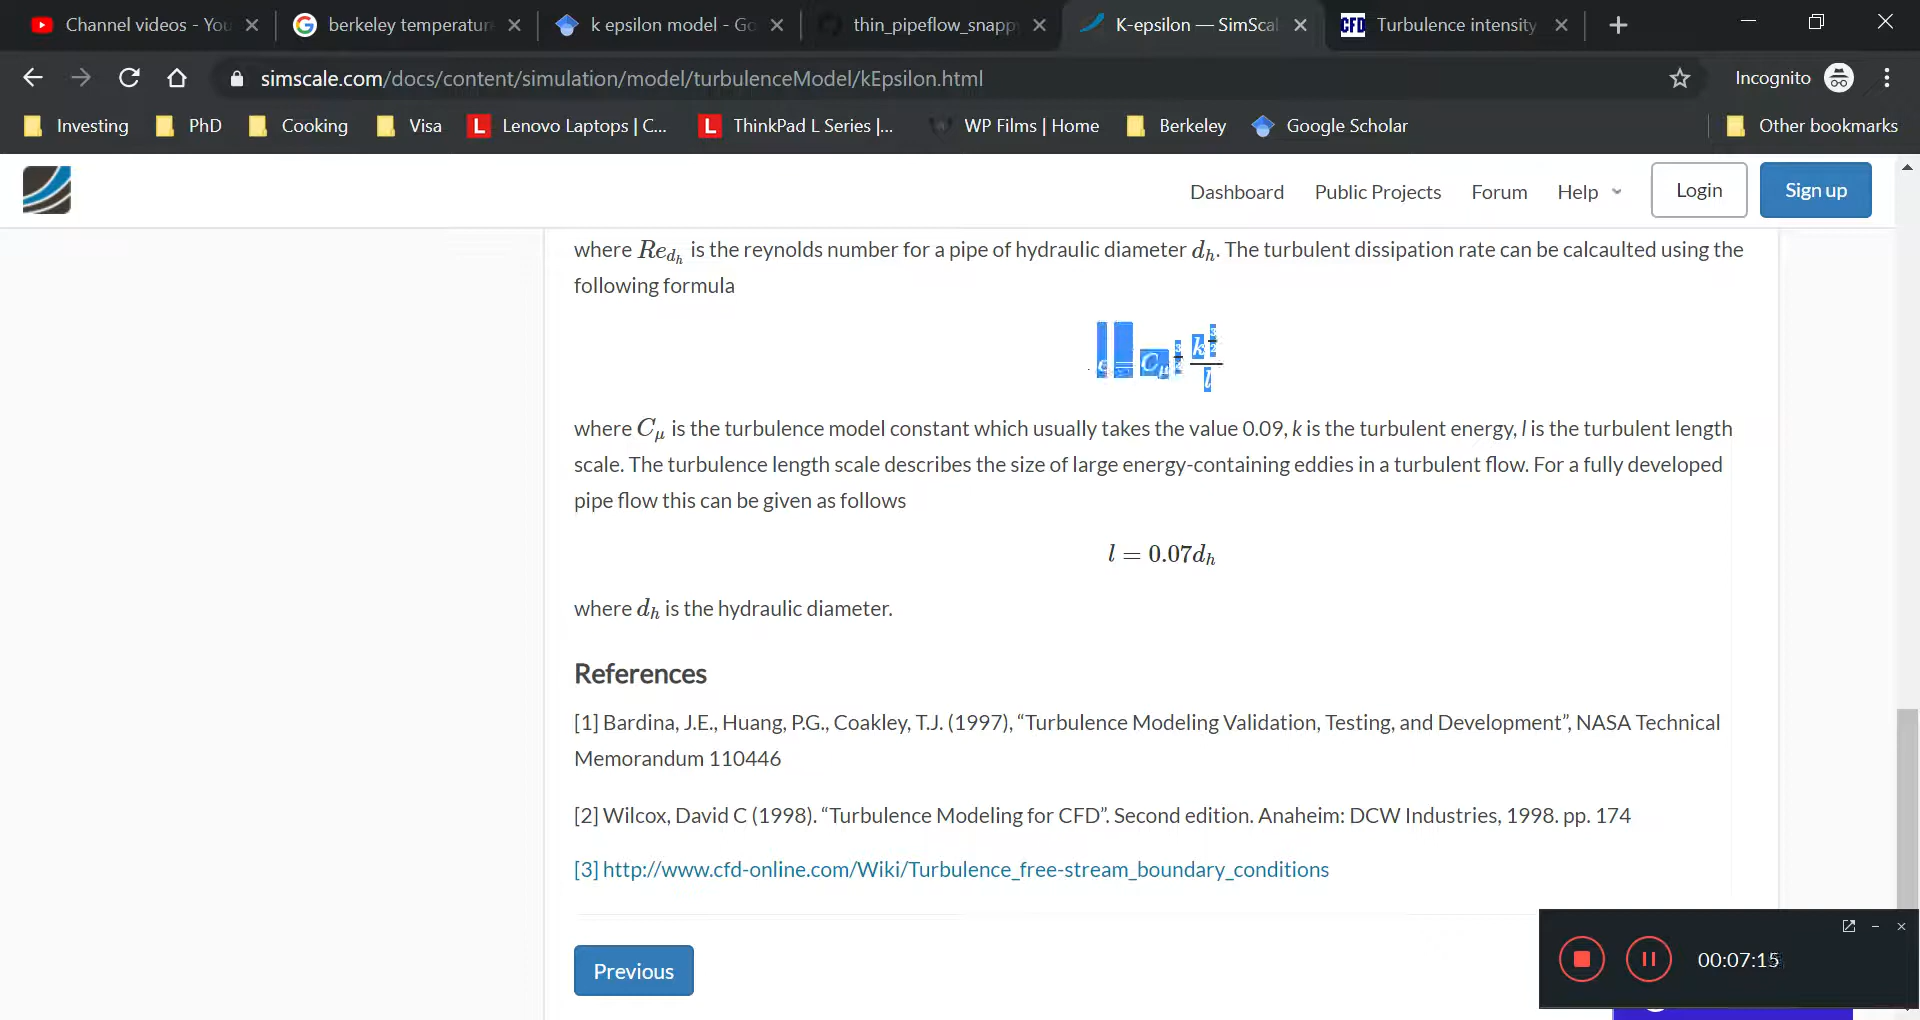 Channel videos - You
berkeley temperatur
k epsilon model - Go
thin_pipeflow_snapp
K-epsilon — SimScal
CFD Turbulence intensity
simscale.com/docs/content/simulation/model/turbulenceModel/kEpsilon.html
Incognito
Investing
PhD
Cooking
Visa
L Lenovo Laptops | C...
L ThinkPad L Series |...
WP Films | Home
Berkeley
Google Scholar
Other bookmarks
Dashboard
Public Projects
Forum
Help
Login
Sign up
where Re_{d_h} is the reynolds number for a pipe of hydraulic diameter d_h. The turbulent dissipation rate can be calcaulted using the
following formula
ϵ = C_μ^{3/2} k^{3/2} / l
where C_μ is the turbulence model constant which usually takes the value 0.09, k is the turbulent energy, l is the turbulent length
scale. The turbulence length scale describes the size of large energy-containing eddies in a turbulent flow. For a fully developed
pipe flow this can be given as follows
l = 0.07d_h
where d_h is the hydraulic diameter.
References
[1] Bardina, J.E., Huang, P.G., Coakley, T.J. (1997), “Turbulence Modeling Validation, Testing, and Development”, NASA Technical
Memorandum 110446
[2] Wilcox, David C (1998). “Turbulence Modeling for CFD”. Second edition. Anaheim: DCW Industries, 1998. pp. 174
[3] http://www.cfd-online.com/Wiki/Turbulence_free-stream_boundary_conditions
Previous
00:07:15